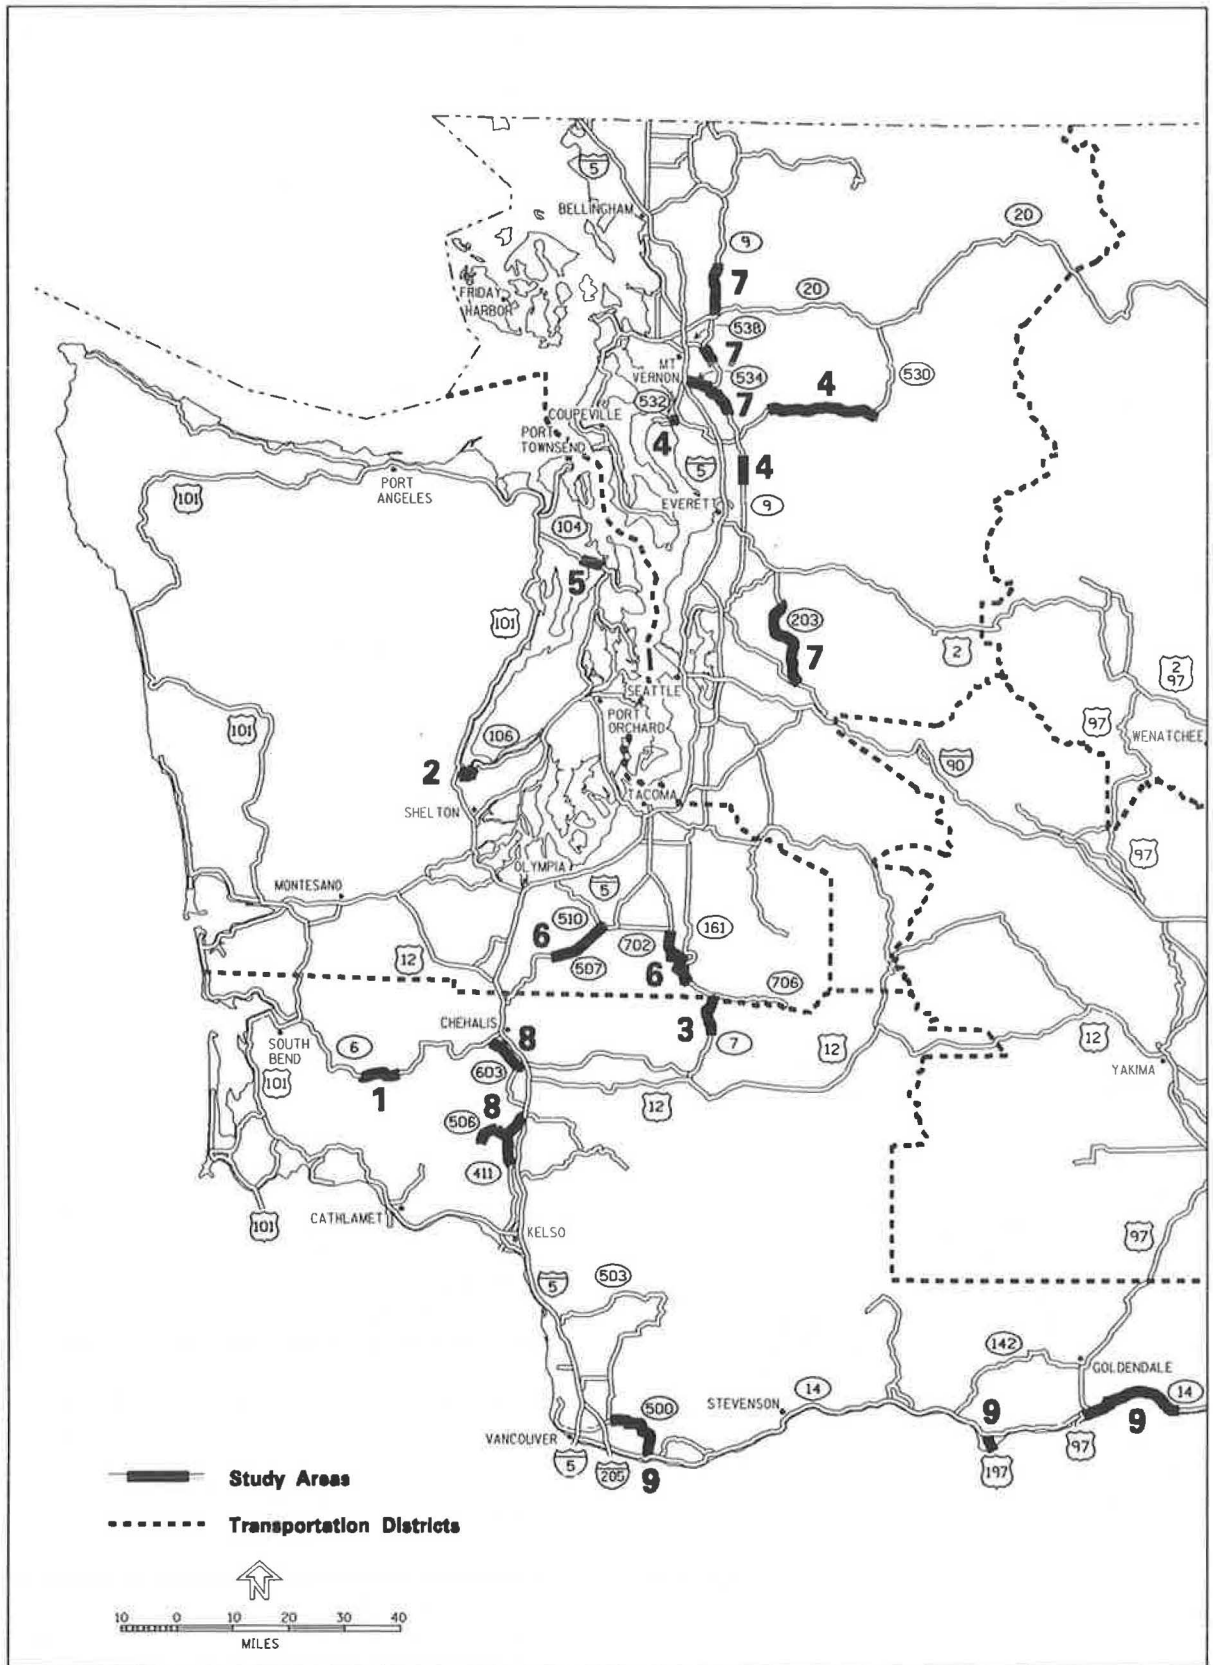 5
BELLINGHAM
20
9
7
FRIDAY
HARBOR
20
538
7
MT
VERNON
534
4
530
532
7
COUPEVILLE
PORT
TOWNSEND
4
5
4
PORT
ANGELES
101
EVERETT
9
104
5
203
101
2
7
2
97
SEATTLE
PORT
ORCHARD
97
101
106
WENATCHEE
2
90
TACOMA
SHELTON
97
OLYMPIA
MONTESANO
5
510
161
6
702
12
507
6
706
CHEHALIS
8
3
SOUTH
BEND
6
7
12
12
603
YAKIMA
101
1
8
12
506
411
CATHLAMET
101
KELSO
97
503
5
142
GOLDENDALE
STEVENSON
14
14
500
9
9
VANCOUVER
97
5
205
9
197
Study Areas
Transportation Districts
N
10 0 10 20 30 40
MILES